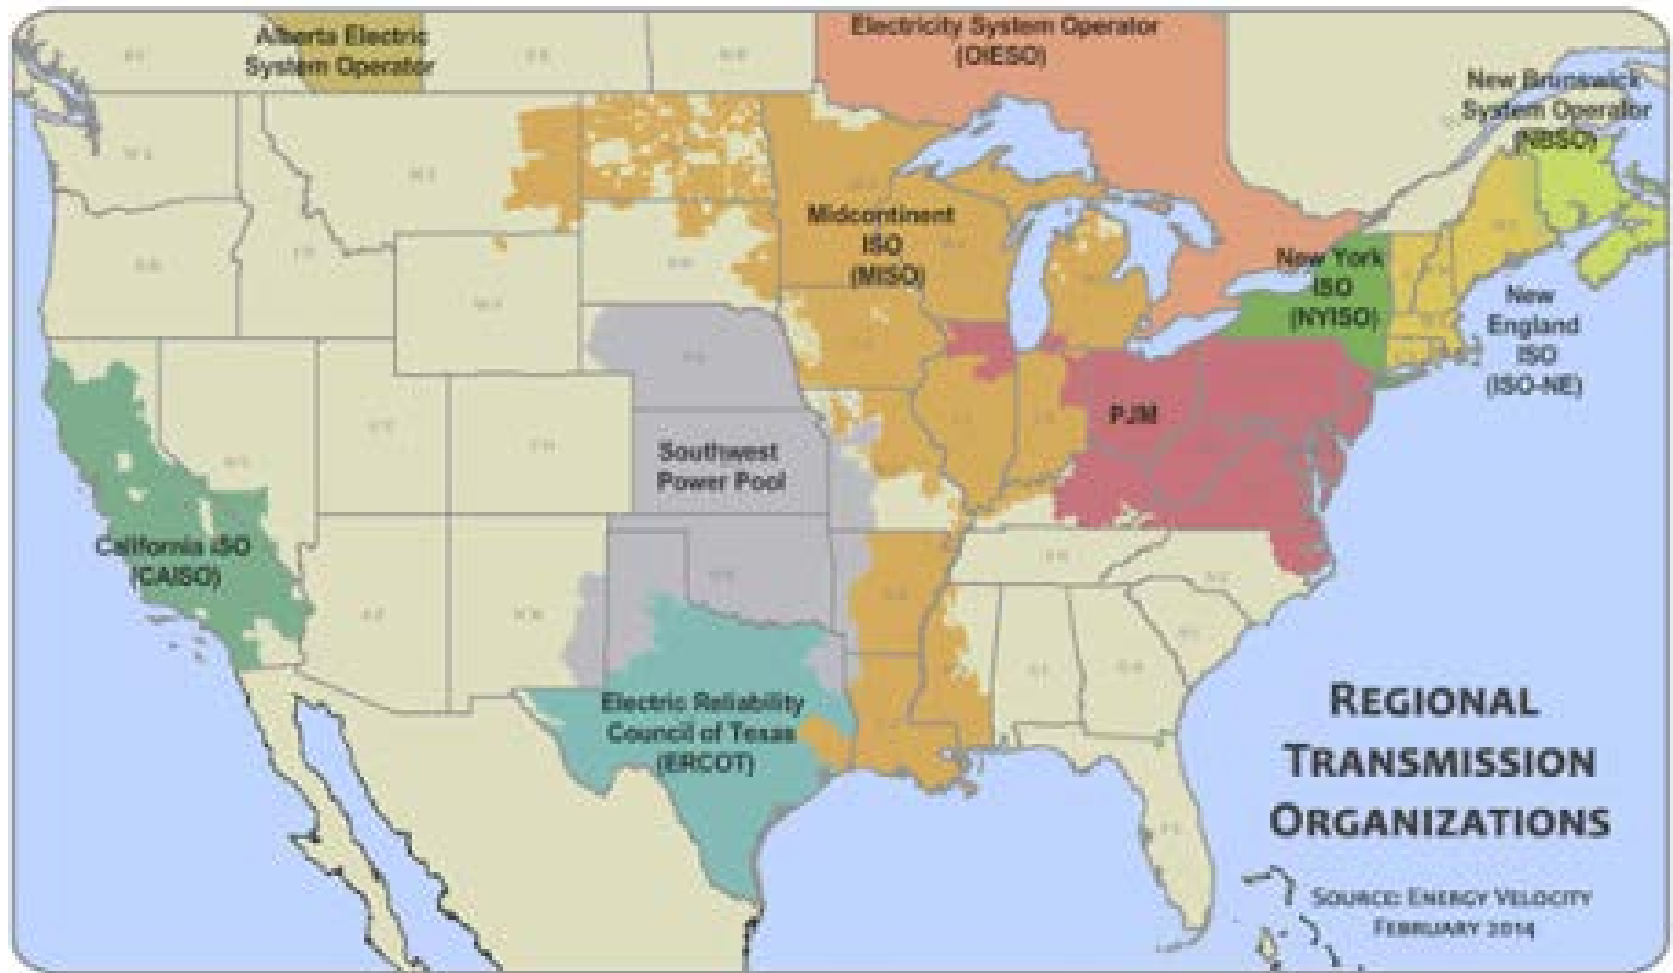 Alberta Electric
System Operator
Electricity System Operator
(OIESO)
New Brunswick
System Operator
(NBSO)
Midcontinent
ISO
(MISO)
New York
ISO
(NYISO)
New
England
ISO
(ISO-NE)
PJM
Southwest
Power Pool
California ISO
(CAISO)
Electric Reliability
Council of Texas
(ERCOT)
REGIONAL
TRANSMISSION
ORGANIZATIONS
SOURCE: ENERGY VELOCITY
FEBRUARY 2014